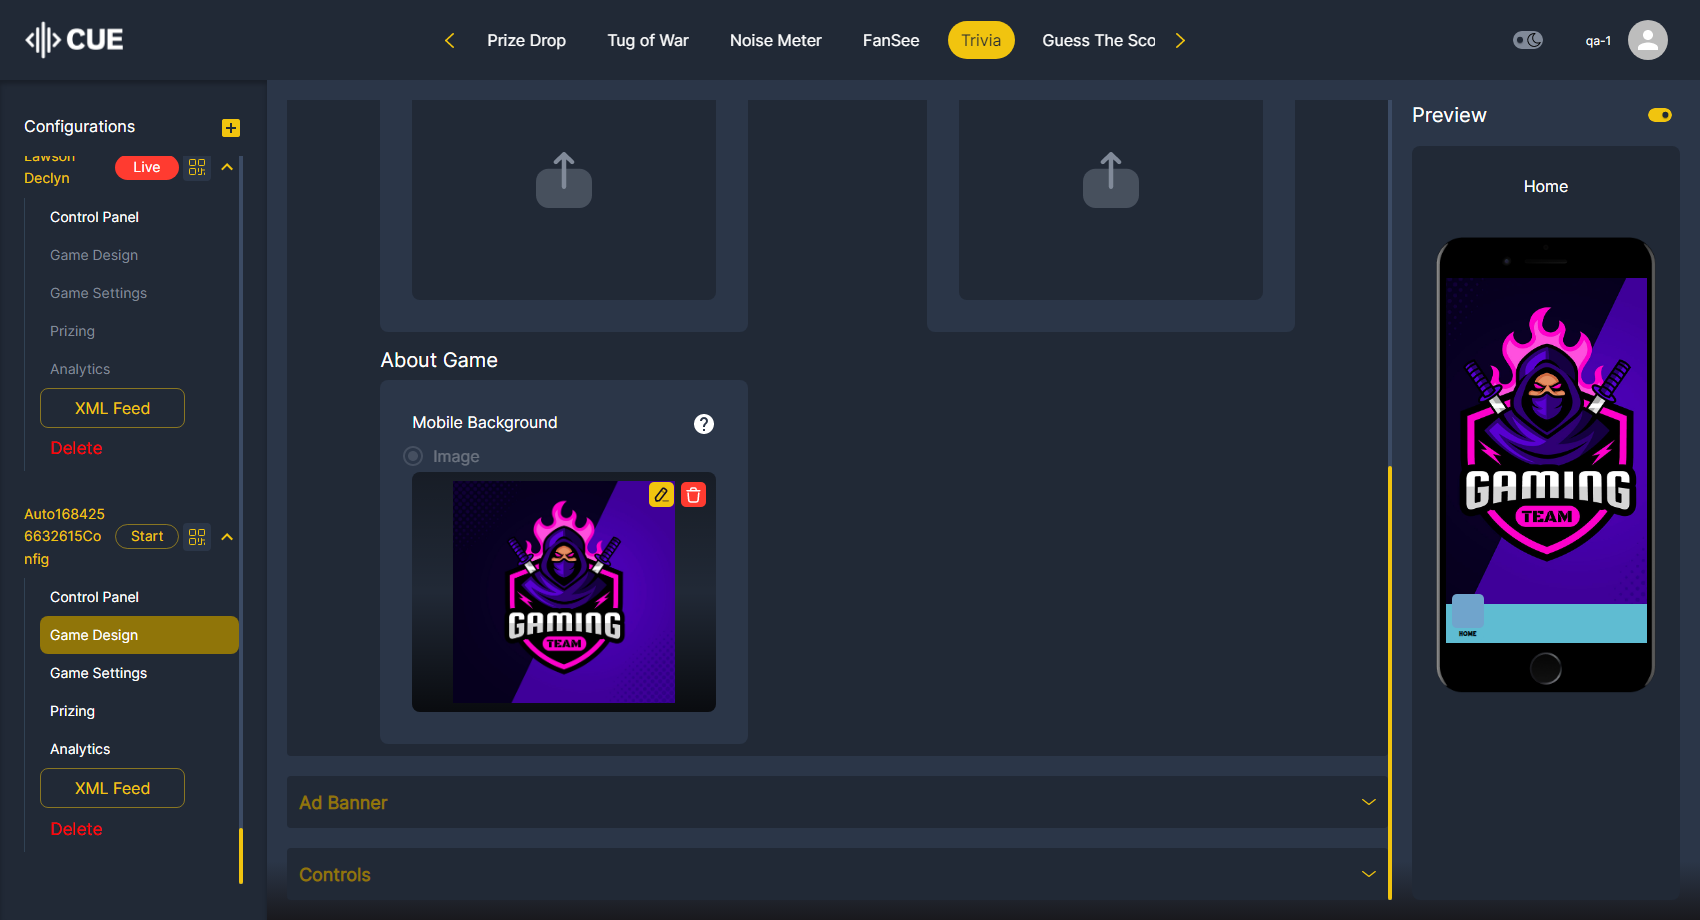 CUE
Prize Drop
Tug of War
Noise Meter
FanSee
Trivia
Guess The Sco
qa-1
Configurations
Lawson
Declyn
Live
Control Panel
Game Design
Game Settings
Prizing
Analytics
XML Feed
Delete
Auto168425
6632615Co
nfig
Start
Control Panel
Game Design
Game Settings
Prizing
Analytics
XML Feed
Delete
About Game
Mobile Background
?
Image
GAMING
TEAM
Ad Banner
Controls
Preview
Home
GAMING
TEAM
HOME